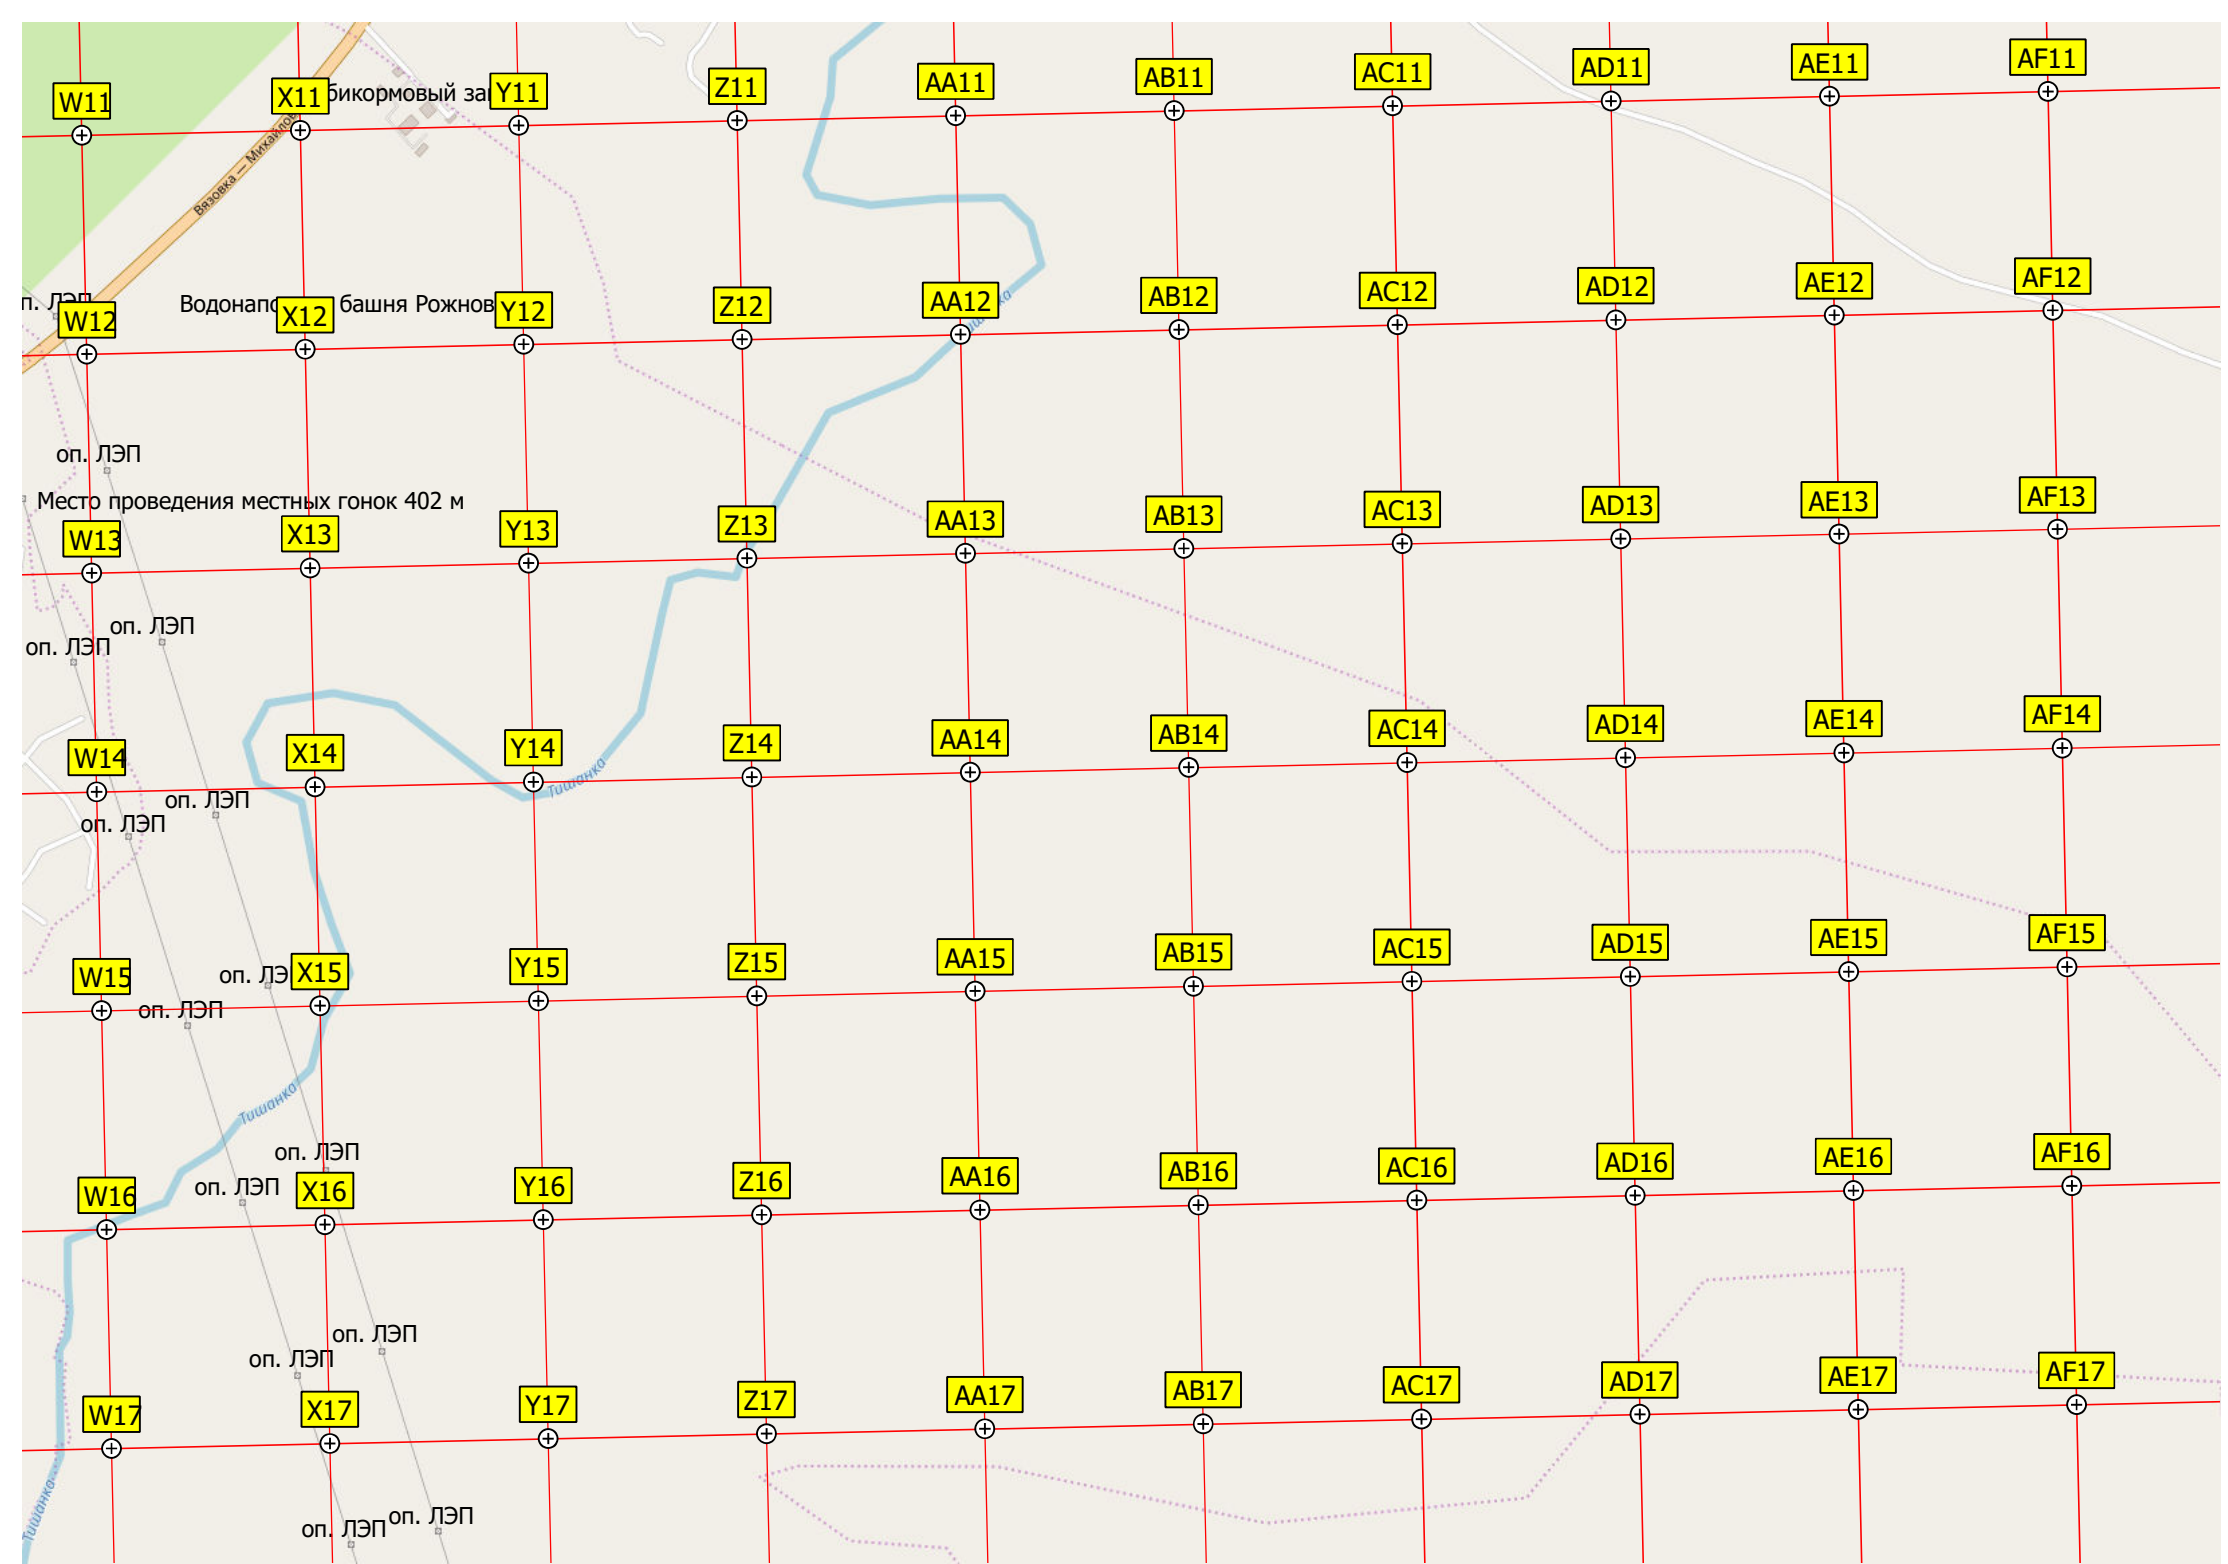 W11 X11 Y11 Z11 AA11 AB11 AC11 AD11 AE11 AF11
бикормовый за
Вязовка — Михайлов
W12 X12 Y12 Z12 AA12 AB12 AC12 AD12 AE12 AF12
п. ЛЭП
Водонапо башня Рожнов
оп. ЛЭП
Место проведения местных гонок 402 м
W13 X13 Y13 Z13 AA13 AB13 AC13 AD13 AE13 AF13
оп. ЛЭП
оп. ЛЭП
W14 X14 Y14 Z14 AA14 AB14 AC14 AD14 AE14 AF14
Тишанка
оп. ЛЭП
оп. ЛЭП
W15 X15 Y15 Z15 AA15 AB15 AC15 AD15 AE15 AF15
оп. ЛЭ
оп. ЛЭП
Тишанка
оп. ЛЭП
W16 X16 Y16 Z16 AA16 AB16 AC16 AD16 AE16 AF16
оп. ЛЭП
оп. ЛЭП
оп. ЛЭП
W17 X17 Y17 Z17 AA17 AB17 AC17 AD17 AE17 AF17
Тишанка
оп. ЛЭП
оп. ЛЭП